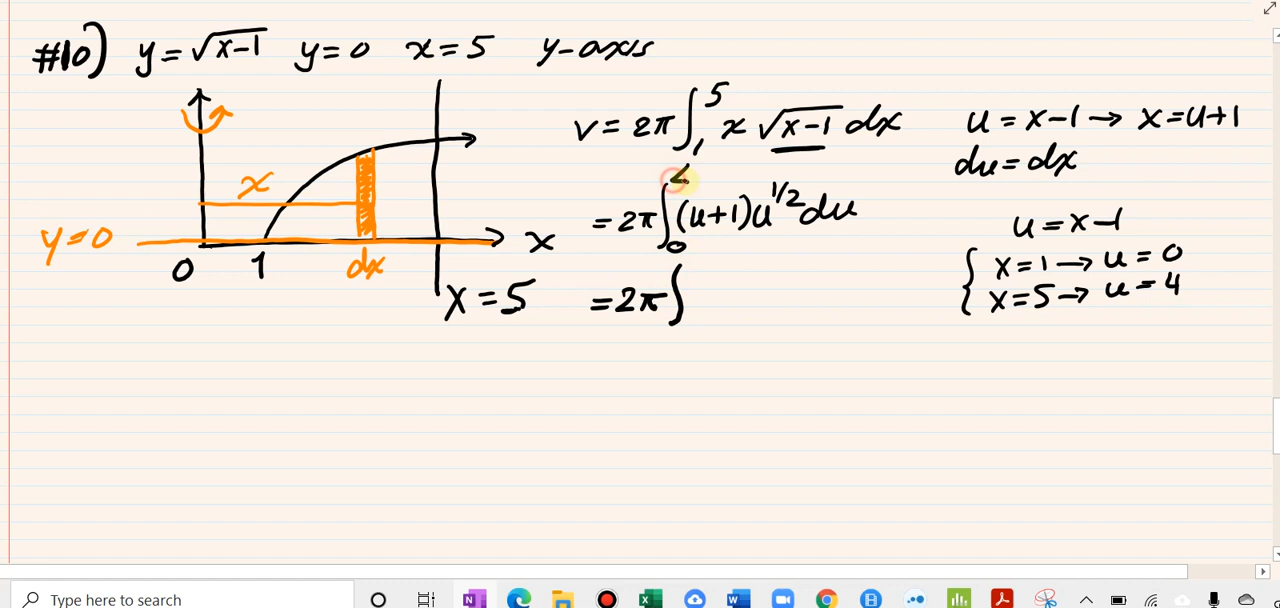 #10) y = √x-1 y = 0 x = 5 y-axis
V = 2π ∫₁⁵ x √x-1 dx
u = x-1 → x = u+1
du = dx
x
= 2π ∫₀⁴ (u+1)u^1/2 du
u = x-1
y=0
x
0
1
dx
{ x = 1 → u = 0
x = 5 → u = 4
x = 5
= 2π ∫
Type here to search